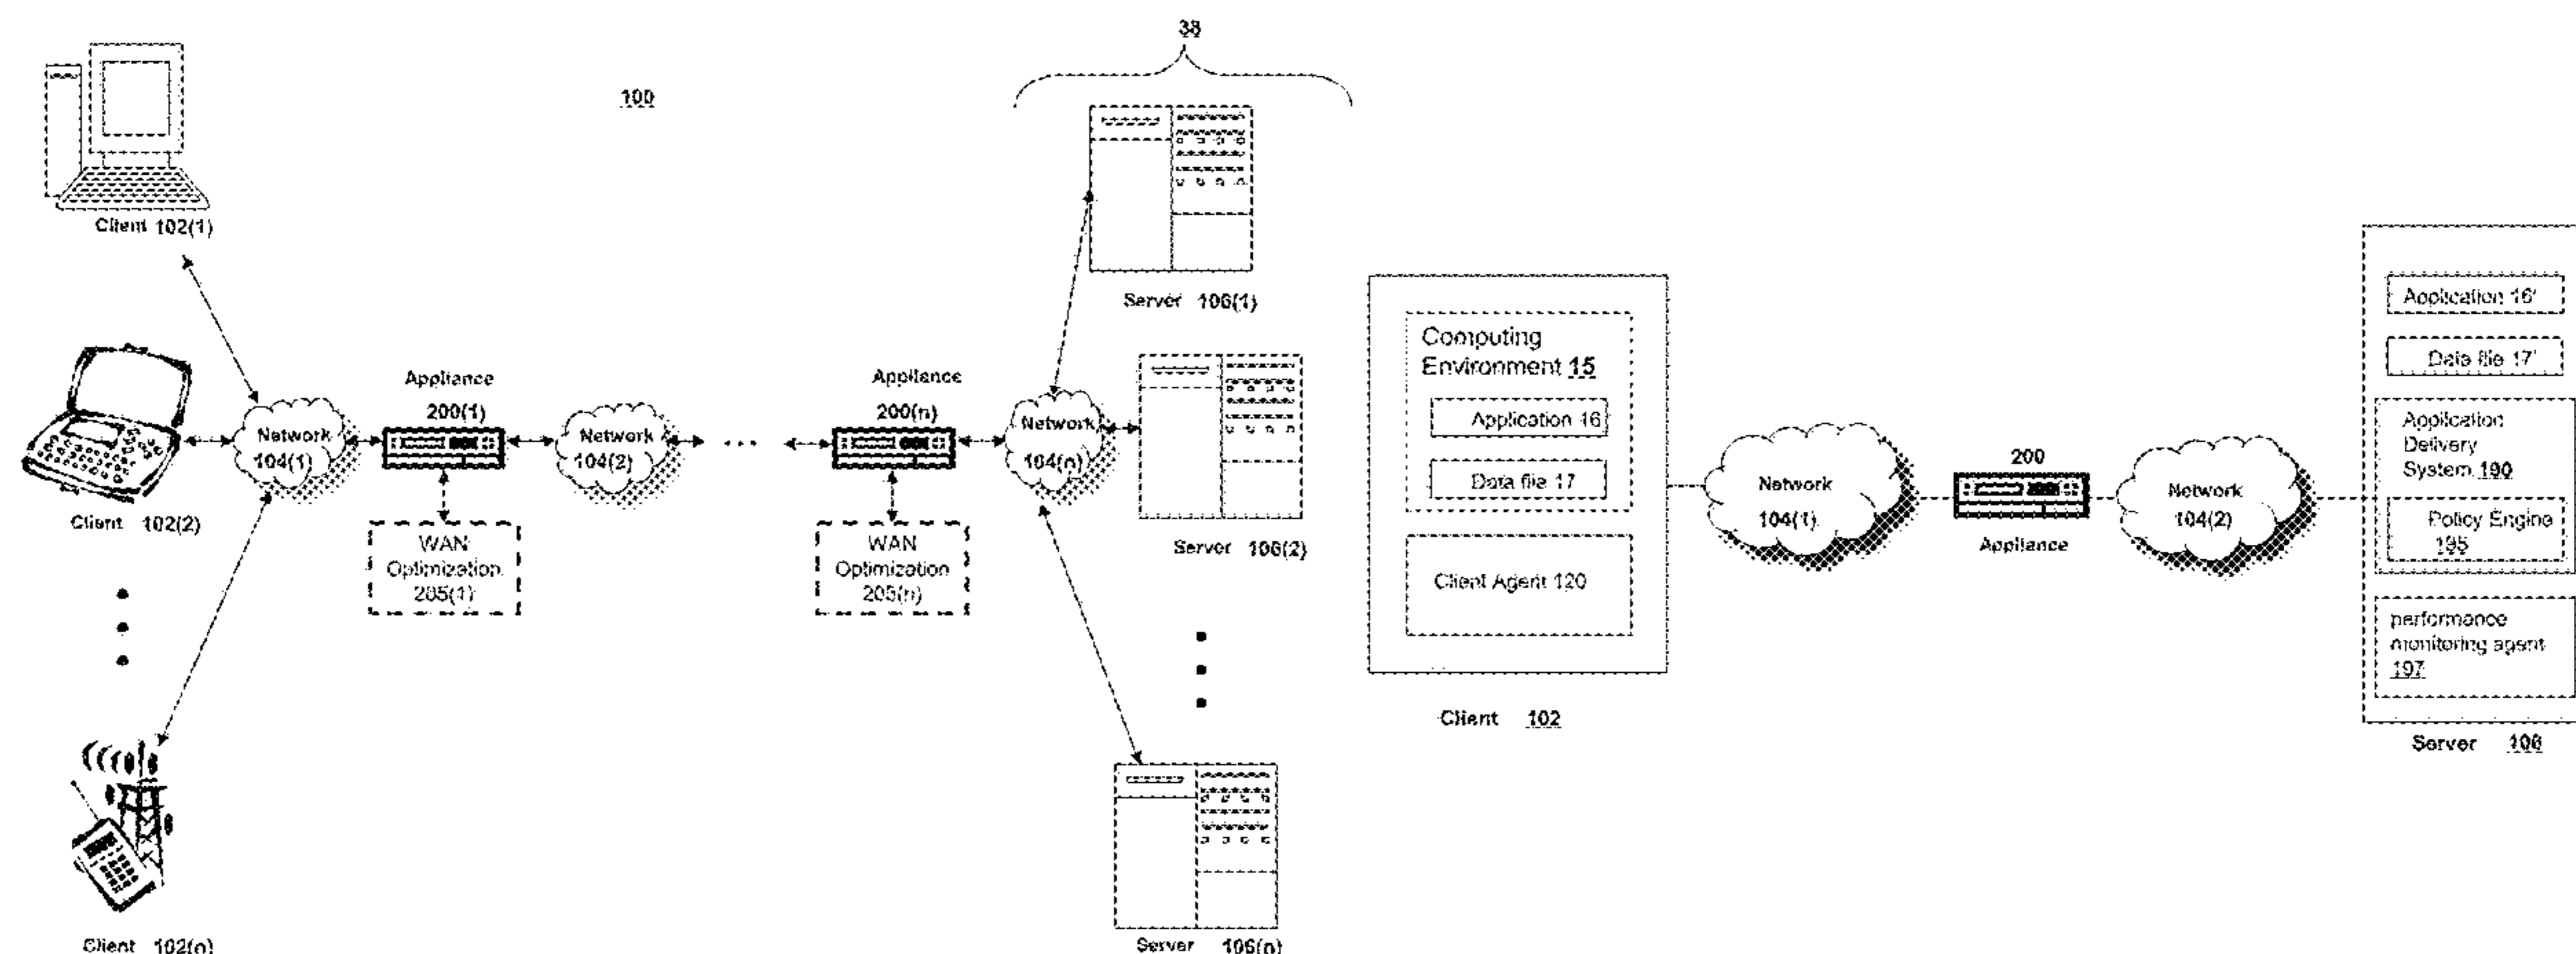 38
100
Client 102(1)
Server 106(1)
Appliance
200(1)
Network
104(1)
Network
104(2)
...
Appliance
200(n)
Network
104(n)
Client 102(2)
WAN
Optimization
205(1)
WAN
Optimization
205(n)
Server 106(2)
Client 102(n)
Server 106(n)
Computing
Environment 15
Application 16
Data file 17
Client Agent 120
Client 102
Network
104(1)
200
Appliance
Network
104(2)
Application 16'
Data file 17'
Application
Delivery
System 190
Policy Engine
195
performance
monitoring agent
197
Server 106